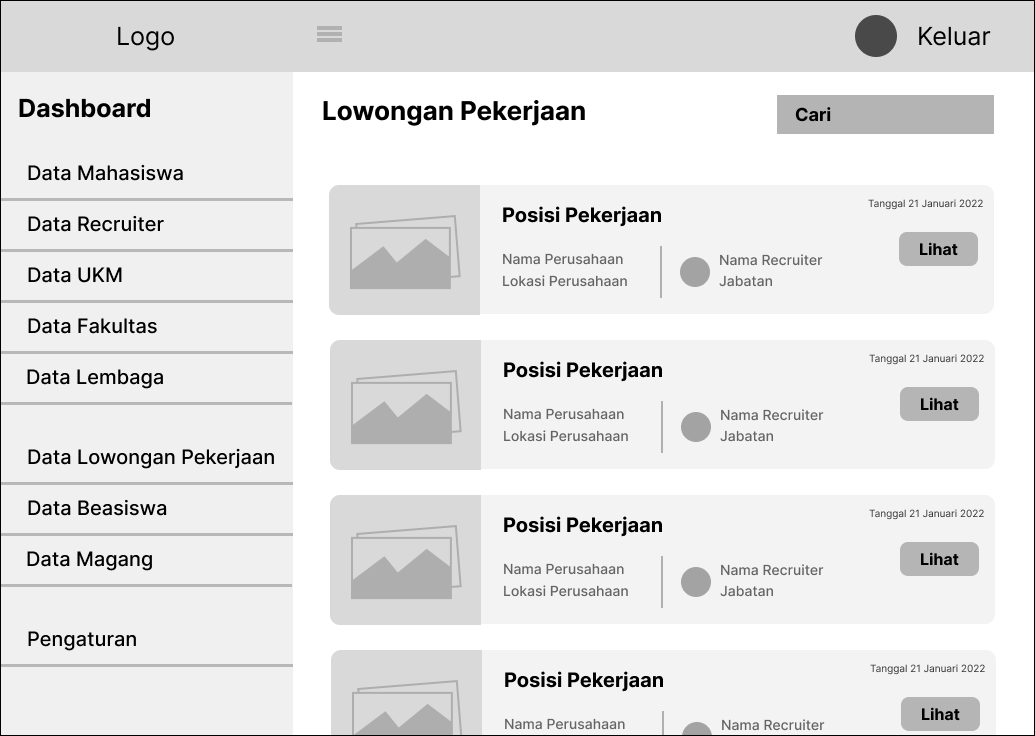 Logo
Keluar
Dashboard
Data Mahasiswa
Data Recruiter
Data UKM
Data Fakultas
Data Lembaga
Data Lowongan Pekerjaan
Data Beasiswa
Data Magang
Pengaturan
Lowongan Pekerjaan
Cari
Posisi Pekerjaan
Tanggal 21 Januari 2022
Nama Perusahaan
Lokasi Perusahaan
Nama Recruiter
Jabatan
Lihat
Posisi Pekerjaan
Tanggal 21 Januari 2022
Nama Perusahaan
Lokasi Perusahaan
Nama Recruiter
Jabatan
Lihat
Posisi Pekerjaan
Tanggal 21 Januari 2022
Nama Perusahaan
Lokasi Perusahaan
Nama Recruiter
Jabatan
Lihat
Posisi Pekerjaan
Tanggal 21 Januari 2022
Nama Perusahaan
Nama Recruiter
Lihat